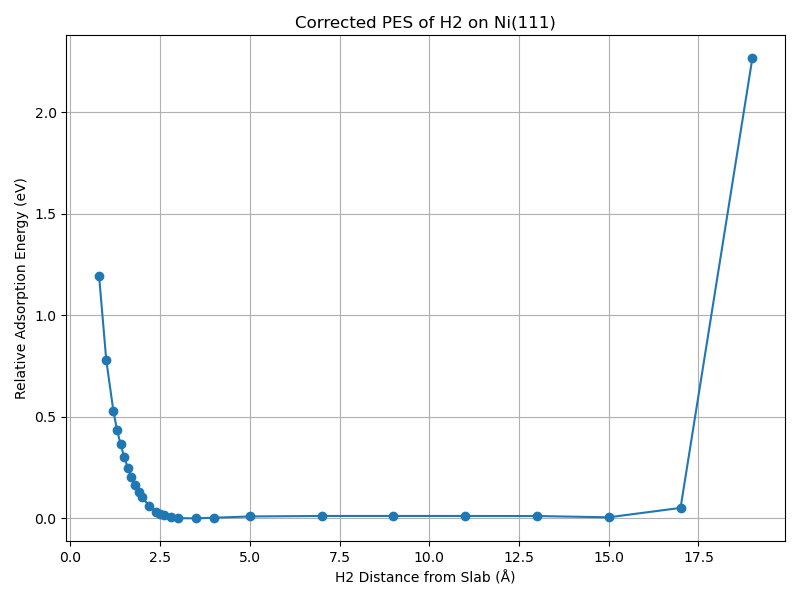 Corrected PES of H2 on Ni(111)
Relative Adsorption Energy (eV)
2.0
1.5
1.0
0.5
0.0
0.0 2.5 5.0 7.5 10.0 12.5 15.0 17.5
H2 Distance from Slab (Å)